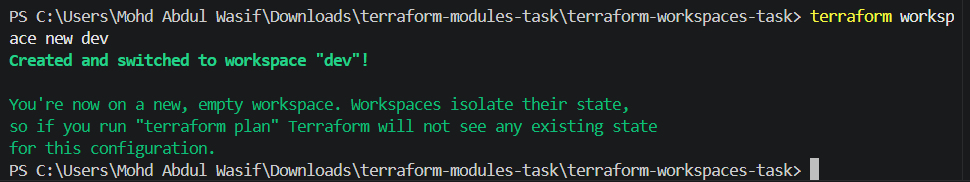 PS C:\Users\Mohd Abdul Wasif\Downloads\terraform-modules-task\terraform-workspaces-task> terraform worksp
ace new dev
Created and switched to workspace "dev"!
You're now on a new, empty workspace. Workspaces isolate their state,
so if you run "terraform plan" Terraform will not see any existing state
for this configuration.
PS C:\Users\Mohd Abdul Wasif\Downloads\terraform-modules-task\terraform-workspaces-task>